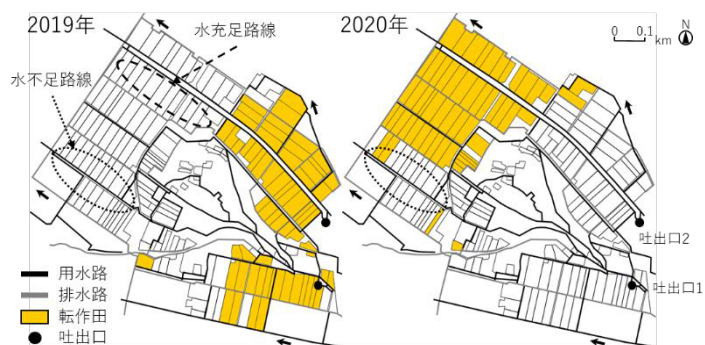 2019年
水充足路線
水不足路線
用水路
排水路
転作田
吐出口
2020年
0 0.1
km
N
吐出口2
吐出口1